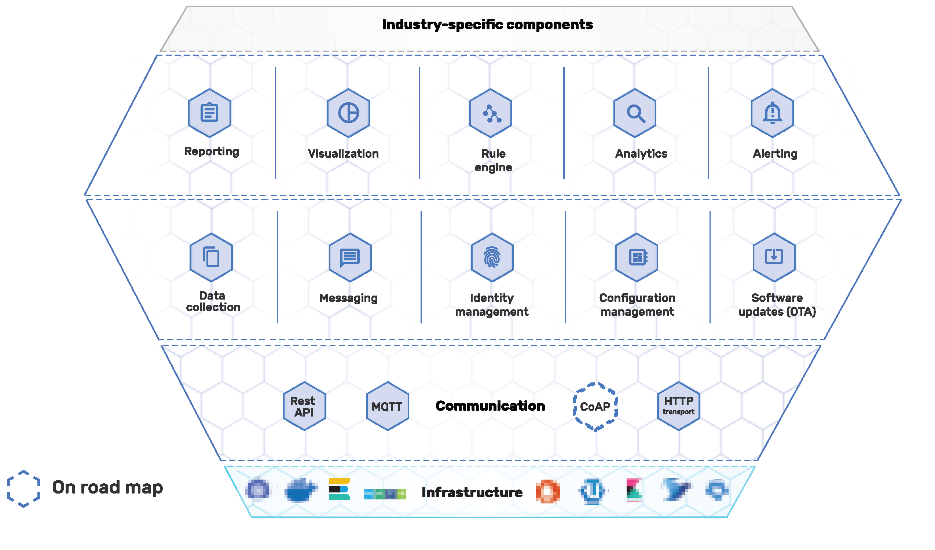 Industry-specific components
Reporting
Visualization
Rule
engine
Analytics
Alerting
Data
collection
Messaging
Identity
management
Configuration
management
Software
updates (OTA)
Rest
API
MQTT
Communication
CoAP
HTTP
transport
On road map
Infrastructure